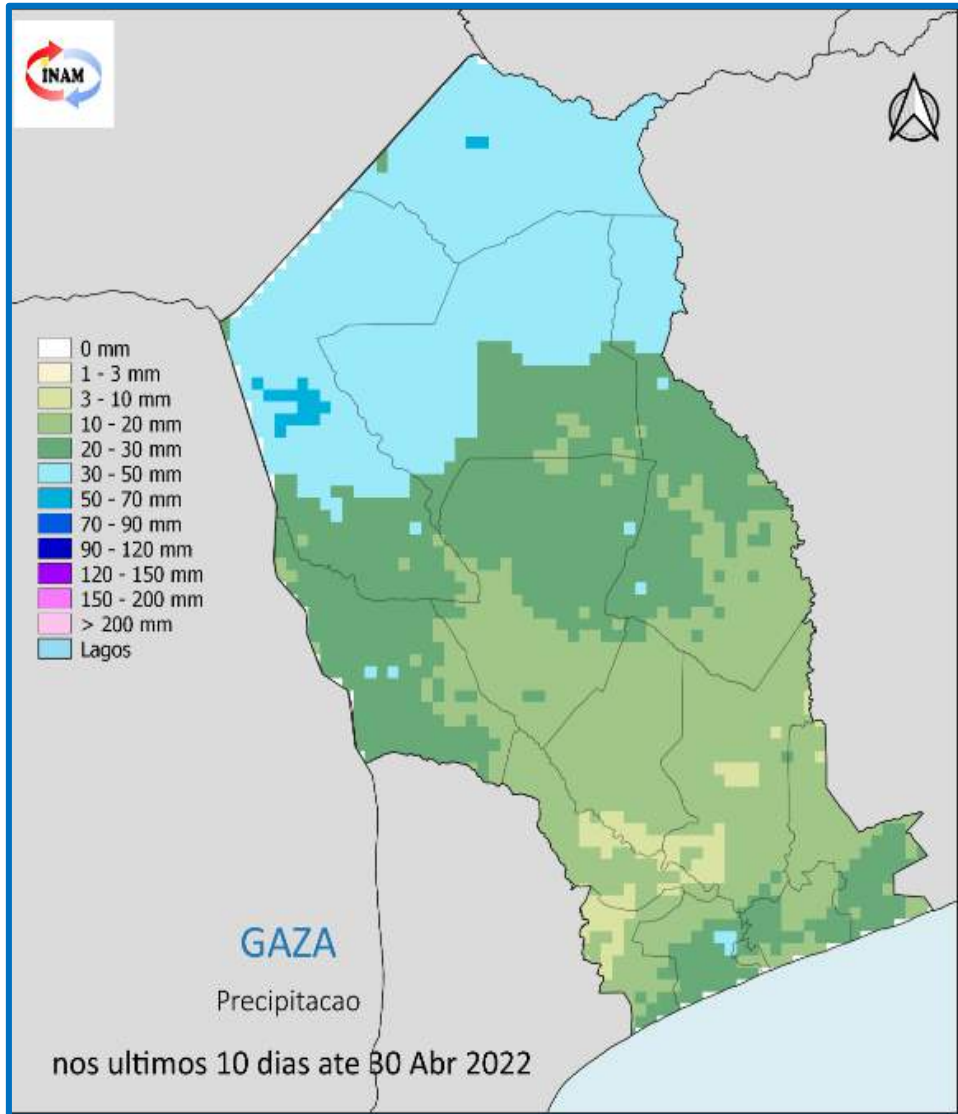 INAM
0 mm
1 - 3 mm
3 - 10 mm
10 - 20 mm
20 - 30 mm
30 - 50 mm
50 - 70 mm
70 - 90 mm
90 - 120 mm
120 - 150 mm
150 - 200 mm
> 200 mm
Lagos
GAZA
Precipitacao
nos ultimos 10 dias ate 30 Abr 2022